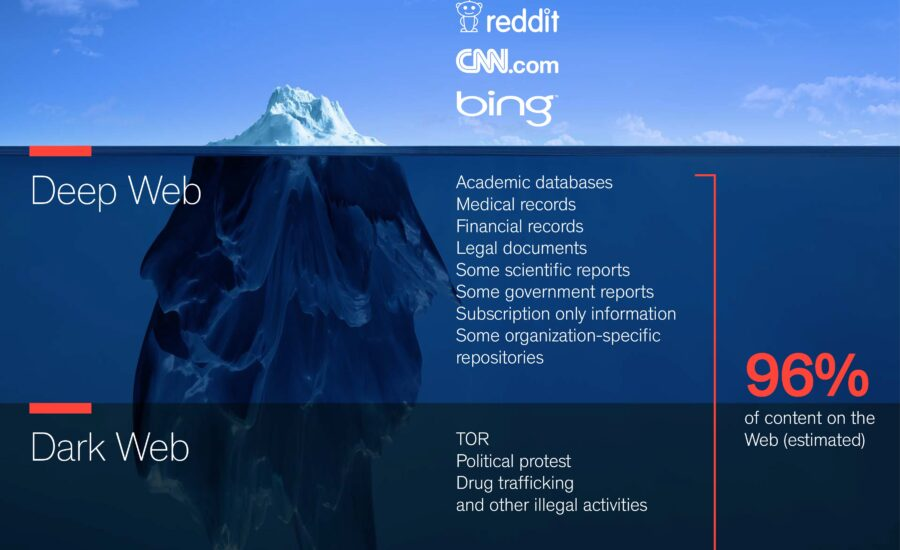 reddit
CNN.com
bing™
Deep Web
Academic databases
Medical records
Financial records
Legal documents
Some scientific reports
Some government reports
Subscription only information
Some organization-specific
repositories
96%
of content on the
Web (estimated)
Dark Web
TOR
Political protest
Drug trafficking
and other illegal activities